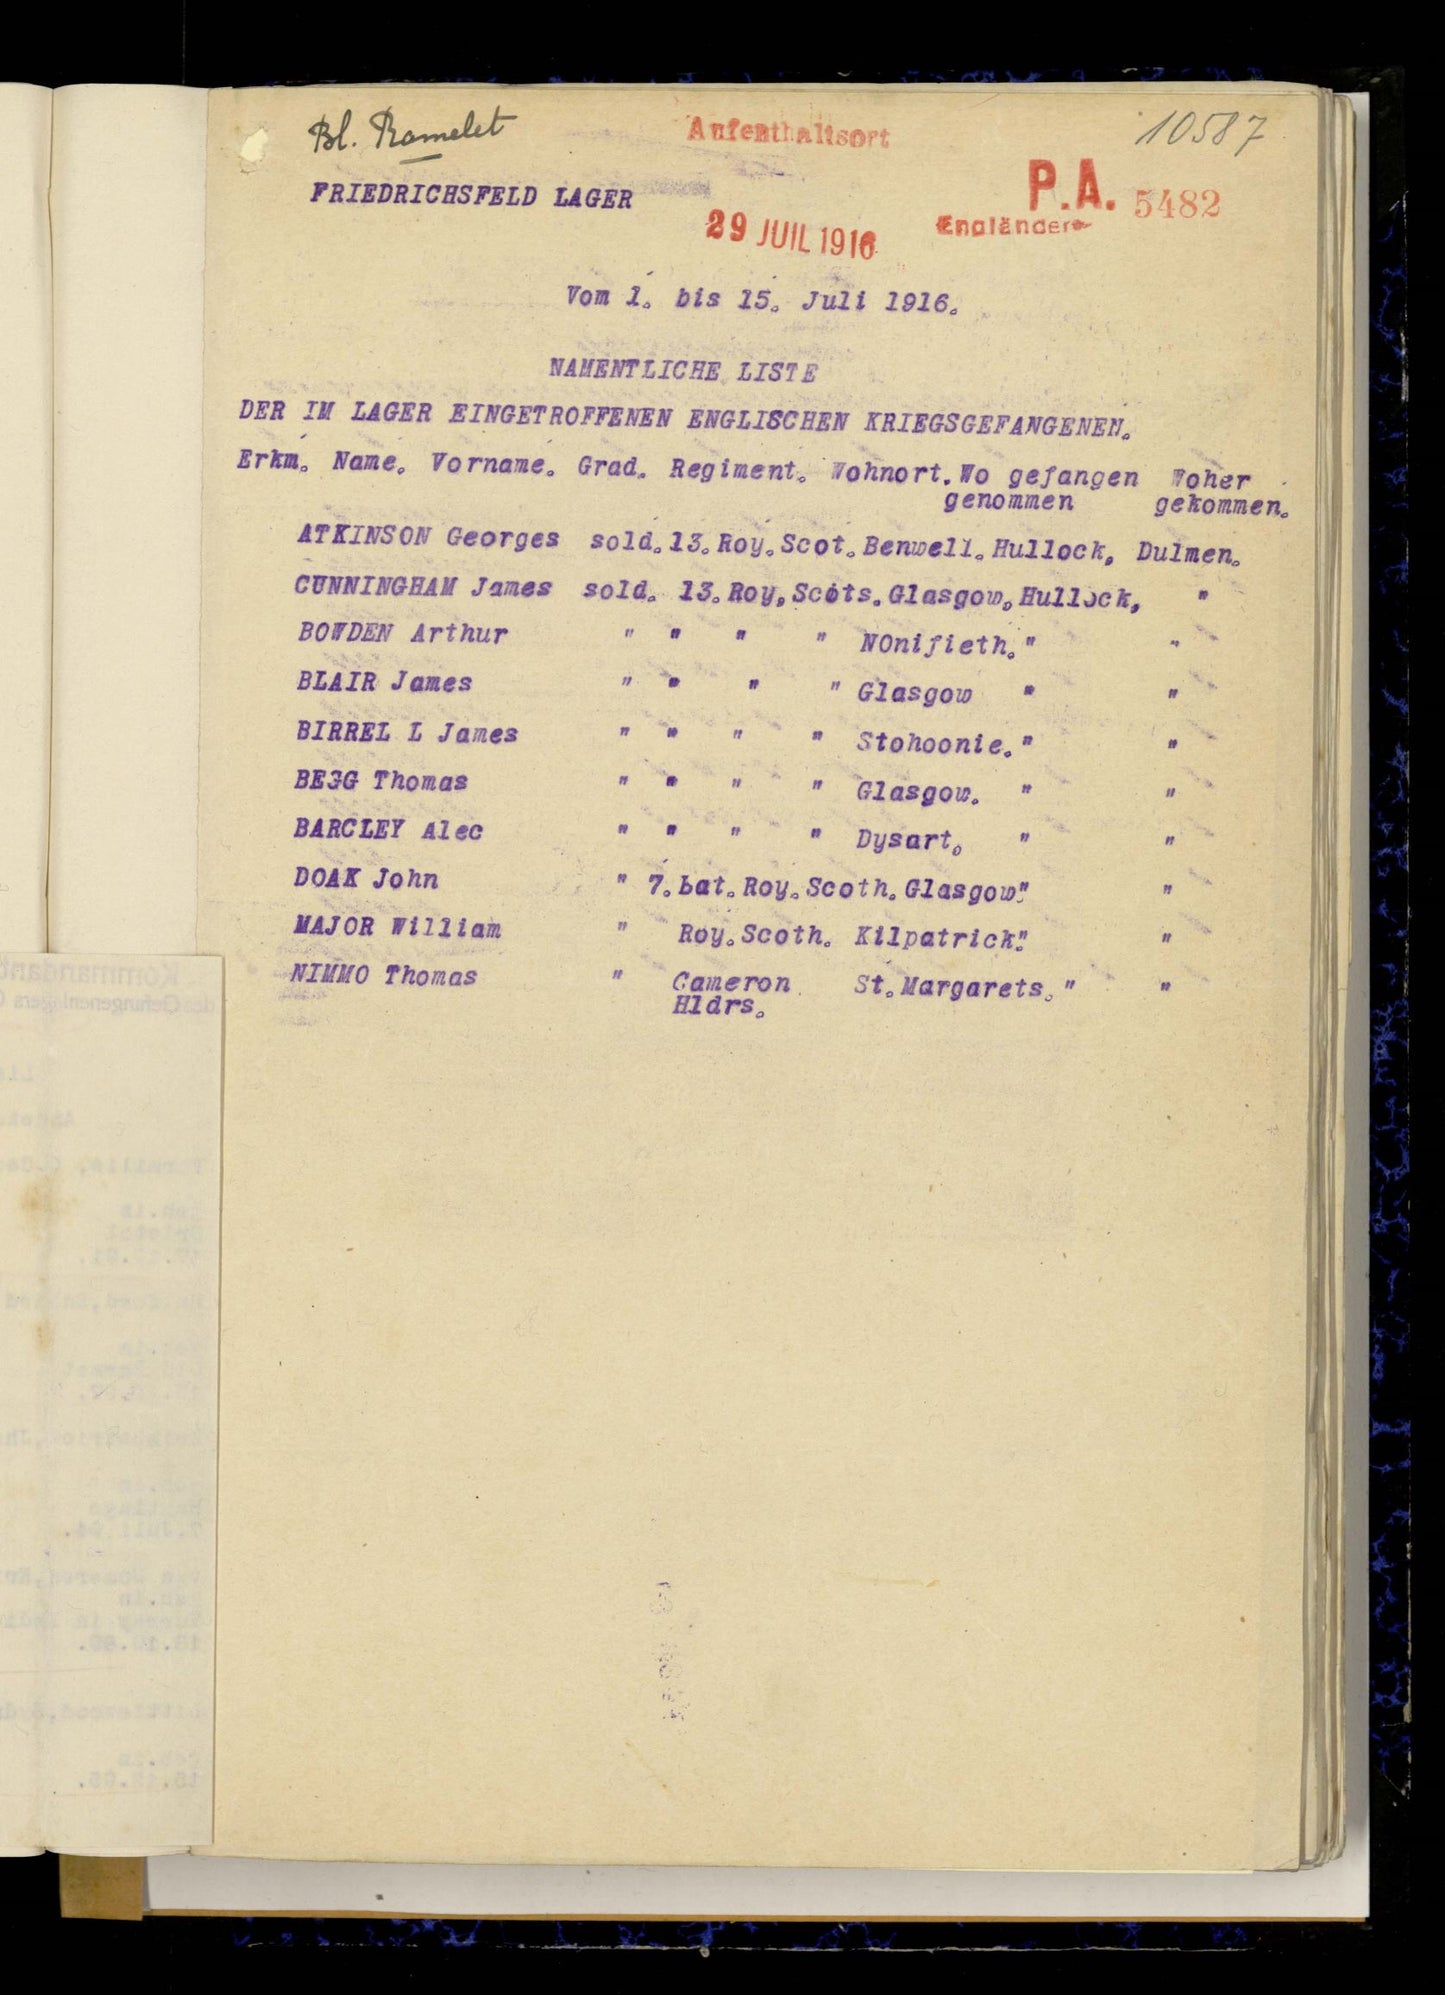 Bl. Ramelet
Aufenthaltsort
10587
FRIEDRICHSFELD LAGER
P.A. 5482
29 JUIL 1916
Engländer
Vom 1. bis 15. Juli 1916.
NAMENTLICHE LISTE
DER IM LAGER EINGETROFFENEN ENGLISCHEN KRIEGSGEFANGENEN.
Erkm. Name. Vorname. Grad. Regiment. Wohnort. Wo gefangen Woher
genommen gekommen.
ATKINSON Georges sold. 13. Roy. Scot. Benwell. Hullock, Dulmen.
CUNNINGHAM James sold. 13. Roy, Scots. Glasgow. Hullock, "
BOWDEN Arthur " " " " NOnifieth. " "
BLAIR James " " " " Glasgow " "
BIRREL L James " " " " Stohoonie. " "
BEGG Thomas " " " " Glasgow. " "
BARCLEY Alec " " " " Dysart. " "
DOAK John " 7. bat. Roy. Scoth. Glasgow." "
MAJOR William " Roy. Scoth. Kilpatrick." "
NIMMO Thomas " Cameron St. Margarets. " "
Hldrs.